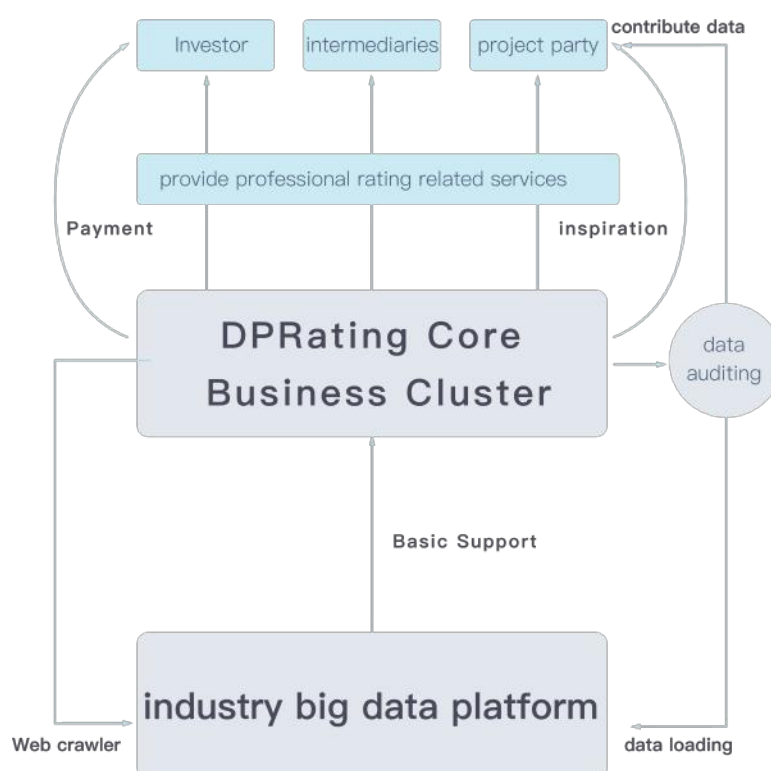 contribute data
Investor
intermediaries
project party
provide professional rating related services
Payment
inspiration
DPRating Core
Business Cluster
data
auditing
Basic Support
industry big data platform
Web crawler
data loading